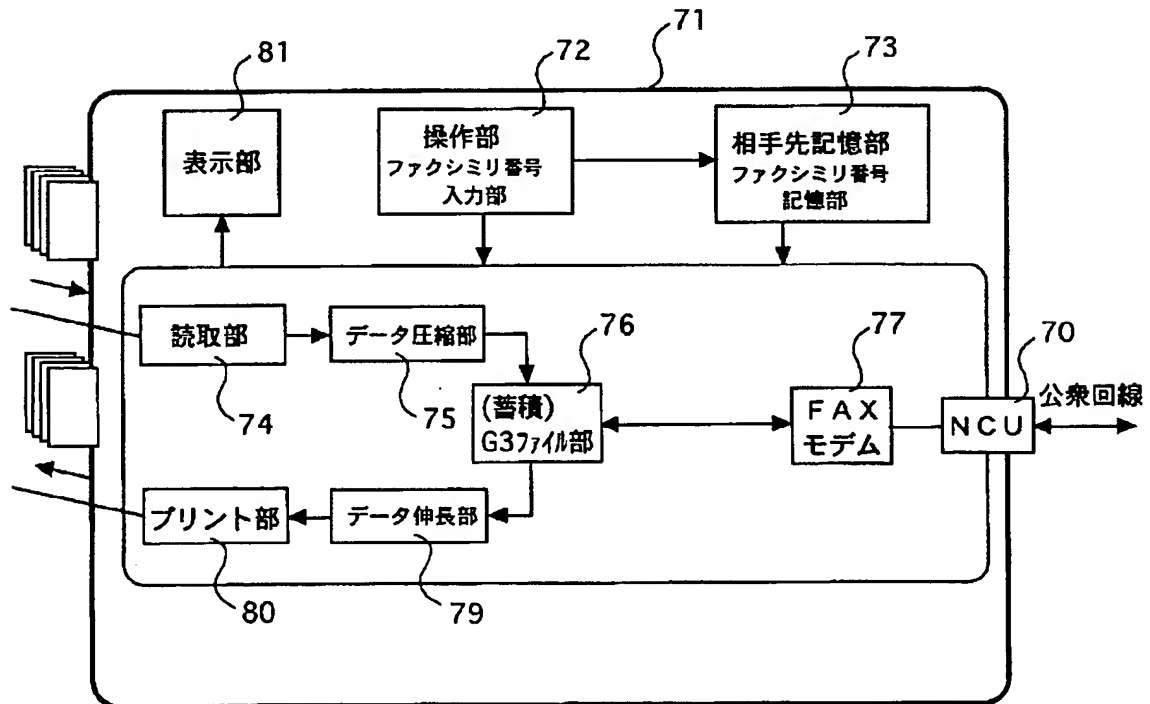 71
81
72
73
表示部
操作部
ファクシミリ番号
入力部
相手先記憶部
ファクシミリ番号
記憶部
読取部
データ圧縮部
76
77
70
74
75
(蓄積)
G3ファイル部
FAX
モデム
NCU
公衆回線
プリント部
データ伸長部
80
79